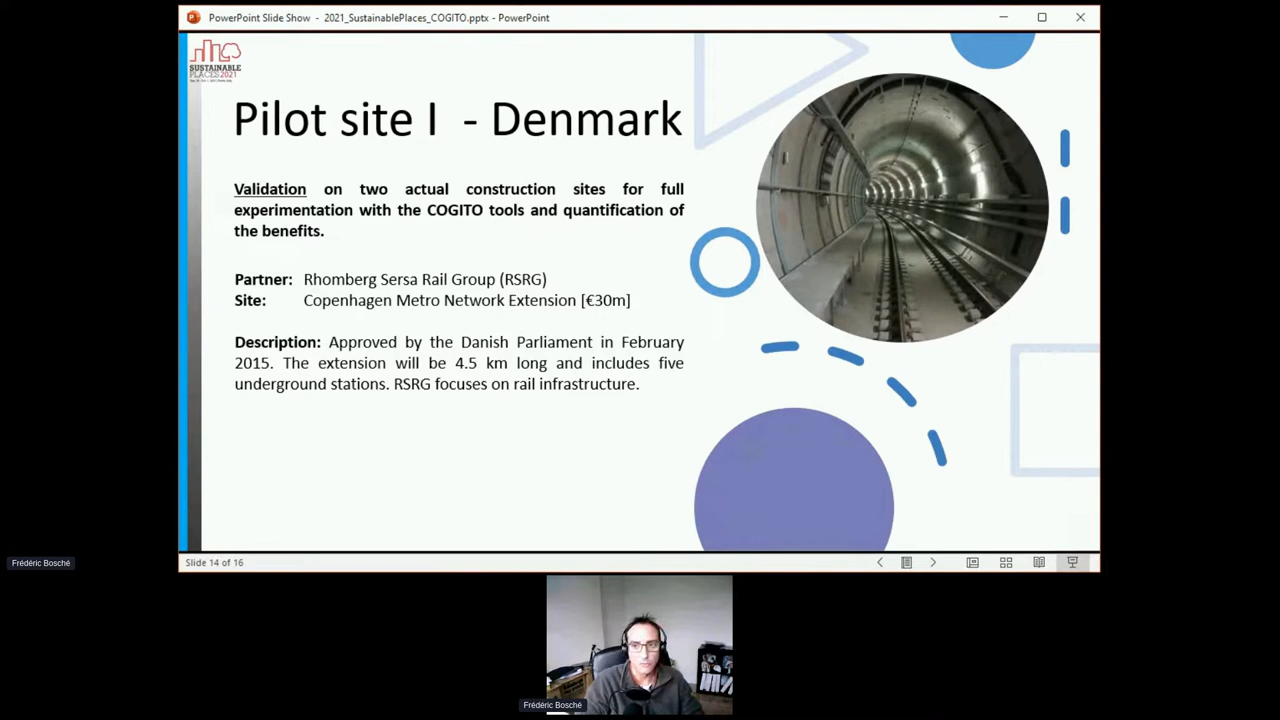 PowerPoint Slide Show - 2021_SustainablePlaces_COGITO.pptx - PowerPoint
SUSTAINABLE
PLACES2021
Pilot site I - Denmark
Validation on two actual construction sites for full
experimentation with the COGITO tools and quantification of
the benefits.
Partner: Rhomberg Sersa Rail Group (RSRG)
Site: Copenhagen Metro Network Extension [€30m]
Description: Approved by the Danish Parliament in February
2015. The extension will be 4.5 km long and includes five
underground stations. RSRG focuses on rail infrastructure.
Slide 14 of 16
Frédéric Bosché
Frédéric Bosché